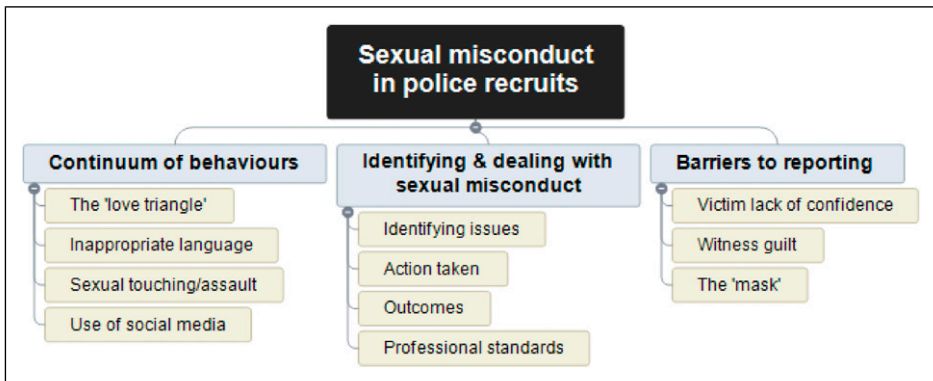 Sexual misconduct
in police recruits
Continuum of behaviours
The 'love triangle'
Inappropriate language
Sexual touching/assault
Use of social media
Identifying & dealing with
sexual misconduct
Identifying issues
Action taken
Outcomes
Professional standards
Barriers to reporting
Victim lack of confidence
Witness guilt
The 'mask'